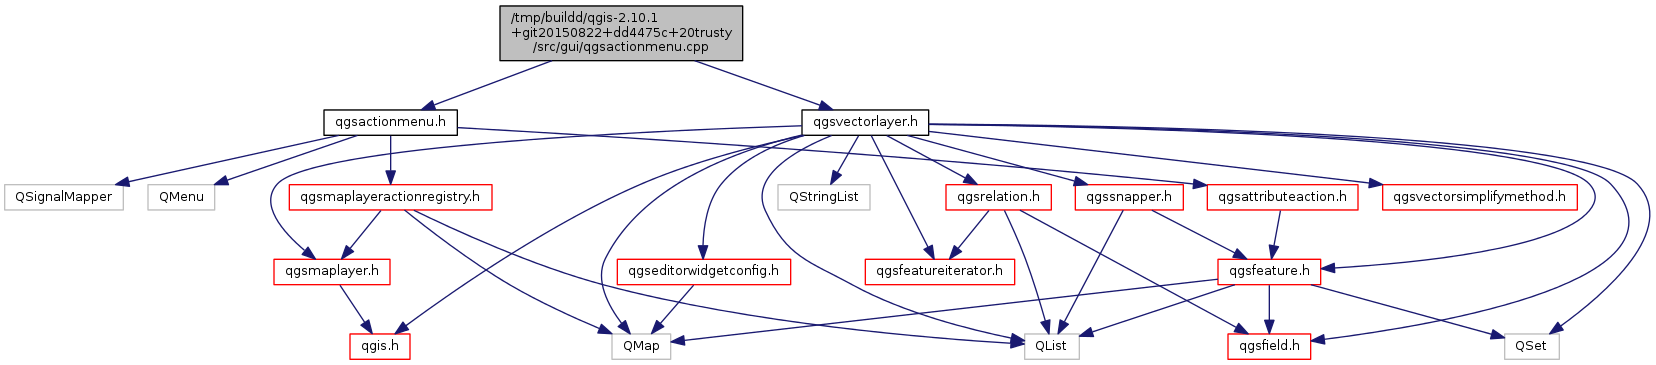 /tmp/buildd/qgis-2.10.1
+git20150822+dd4475c+20trusty
/src/gui/qgsactionmenu.cpp
qgsactionmenu.h
qgsvectorlayer.h
QSignalMapper
QMenu
qgsmaplayeractionregistry.h
QStringList
qgsrelation.h
qgssnapper.h
qgsattributeaction.h
qgsvectorsimplifymethod.h
qgsmaplayer.h
qgseditorwidgetconfig.h
qgsfeatureiterator.h
qgsfeature.h
qgis.h
QMap
QList
qgsfield.h
QSet